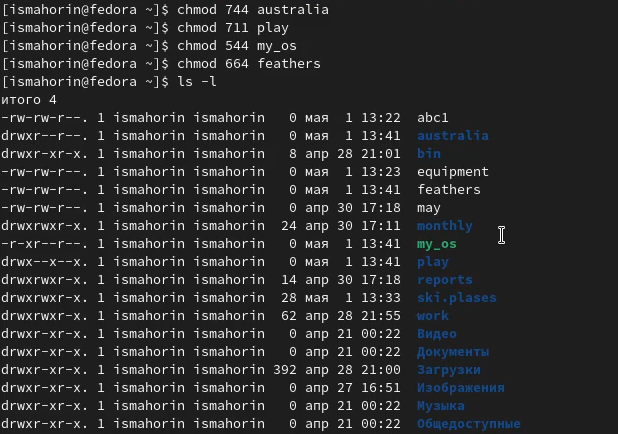 [ismahorin@fedora ~]$ chmod 744 australia
[ismahorin@fedora ~]$ chmod 711 play
[ismahorin@fedora ~]$ chmod 544 my_os
[ismahorin@fedora ~]$ chmod 664 feathers
[ismahorin@fedora ~]$ ls -l
итого 4
-rw-rw-r--. 1 ismahorin ismahorin   0 мая  1 13:22  abc1
drwxr--r--. 1 ismahorin ismahorin   0 мая  1 13:41  australia
drwxr-xr-x. 1 ismahorin ismahorin   8 апр 28 21:01  bin
-rw-rw-r--. 1 ismahorin ismahorin   0 мая  1 13:23  equipment
-rw-rw-r--. 1 ismahorin ismahorin   0 мая  1 13:41  feathers
-rw-rw-r--. 1 ismahorin ismahorin   0 апр 30 17:18  may
drwxrwxr-x. 1 ismahorin ismahorin  24 апр 30 17:11  monthly
-r-xr--r--. 1 ismahorin ismahorin   0 мая  1 13:41  my_os
drwx--x--x. 1 ismahorin ismahorin   0 мая  1 13:41  play
drwxrwxr-x. 1 ismahorin ismahorin  14 апр 30 17:18  reports
drwxrwxr-x. 1 ismahorin ismahorin  28 мая  1 13:33  ski.plases
drwxrwxr-x. 1 ismahorin ismahorin  62 апр 28 21:55  work
drwxr-xr-x. 1 ismahorin ismahorin   0 апр 21 00:22  Видео
drwxr-xr-x. 1 ismahorin ismahorin   0 апр 21 00:22  Документы
drwxr-xr-x. 1 ismahorin ismahorin 392 апр 28 21:00  Загрузки
drwxr-xr-x. 1 ismahorin ismahorin   0 апр 27 16:51  Изображения
drwxr-xr-x. 1 ismahorin ismahorin   0 апр 21 00:22  Музыка
drwxr-xr-x. 1 ismahorin ismahorin   0 апр 21 00:22  Общедоступные